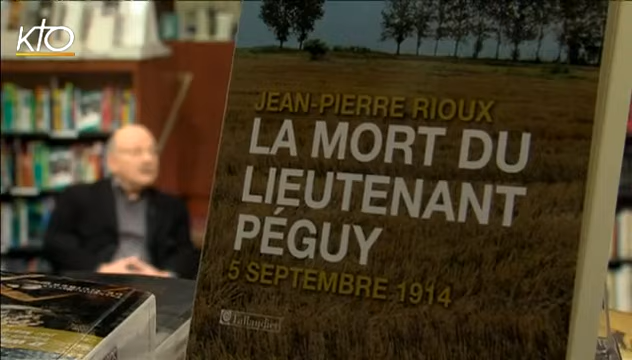 kto
JEAN-PIERRE RIOUX
LA MORT DU
LIEUTENANT
PÉGUY
5 SEPTEMBRE 1914
Tallandier